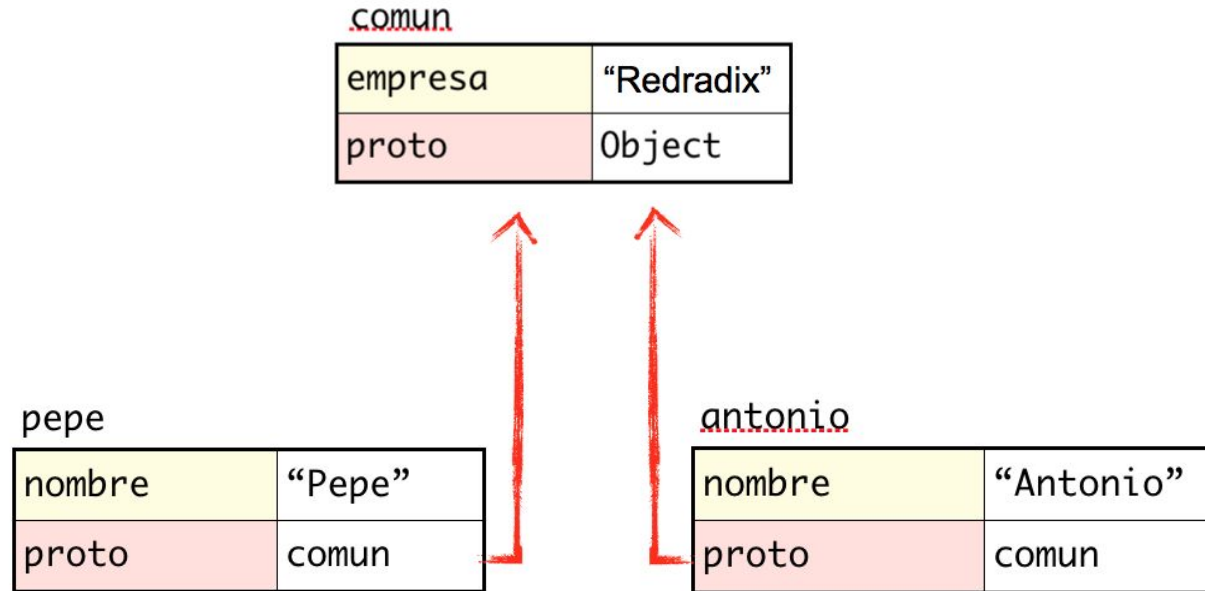 comun
empresa “Redradix”
proto Object
pepe
nombre “Pepe”
proto comun
antonio
nombre “Antonio”
proto comun